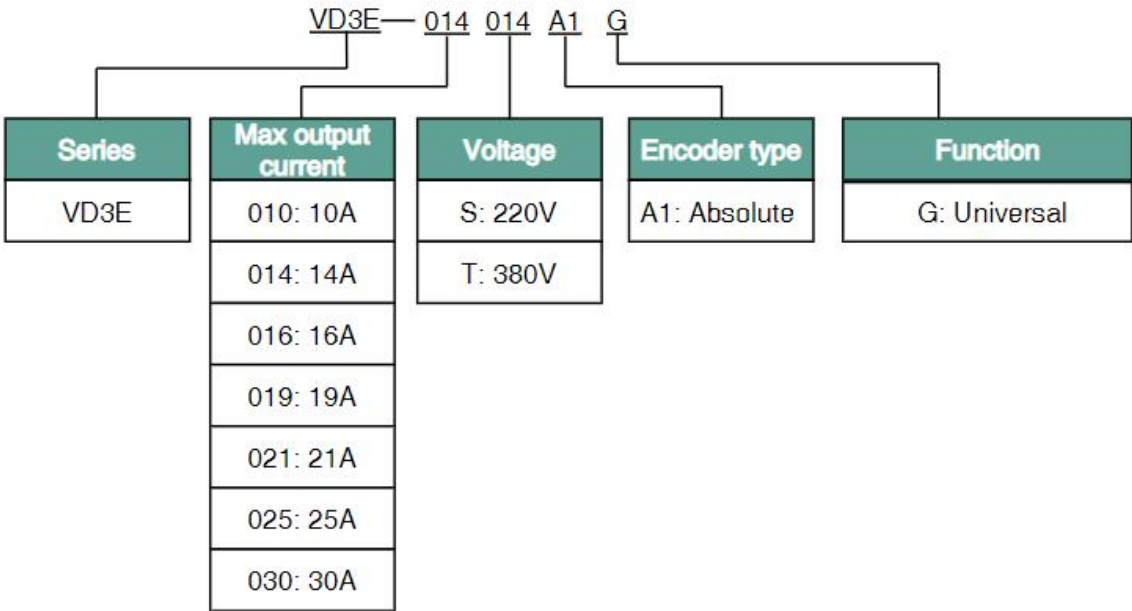 VD3E— 014 014 A1 G
Series
VD3E
Max output
current
010: 10A
014: 14A
016: 16A
019: 19A
021: 21A
025: 25A
030: 30A
Voltage
S: 220V
T: 380V
Encoder type
A1: Absolute
Function
G: Universal